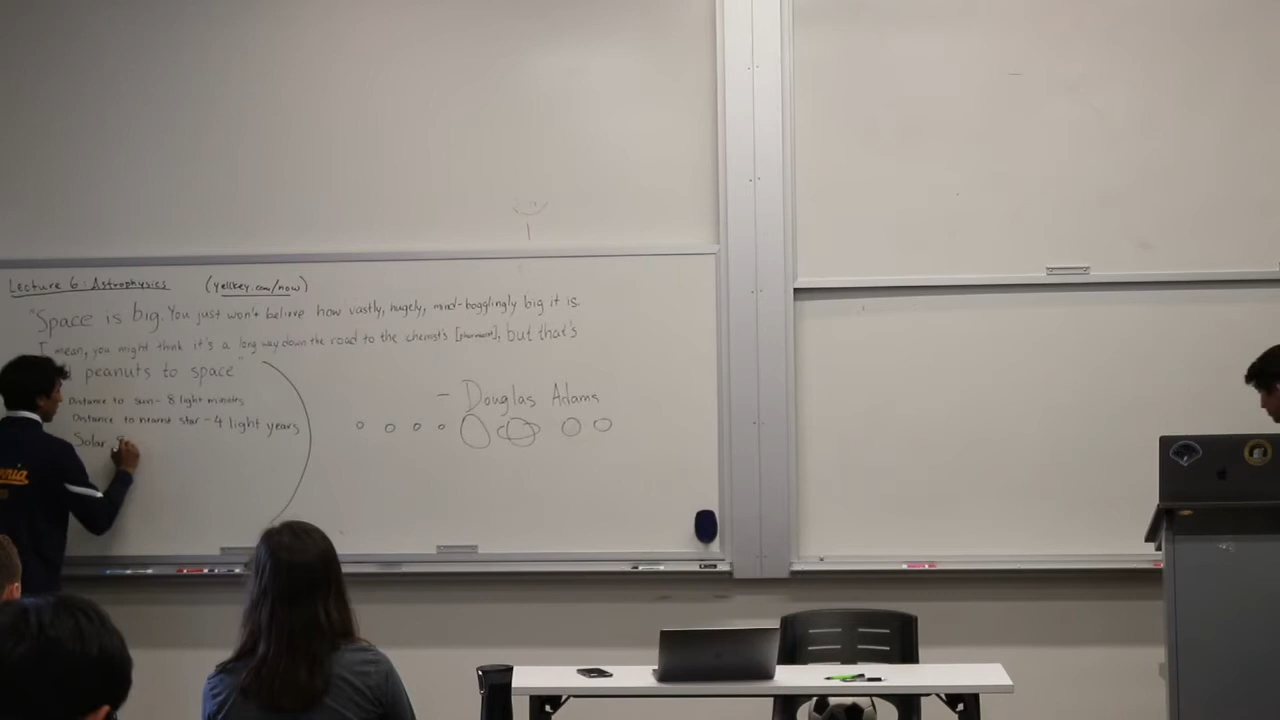 Lecture 6: Astrophysics (yellkey.com/now)
"Space is big. You just won't believe how vastly, hugely, mind-bogglingly big it is.
I mean, you might think it's a long way down the road to the chemist's [pharmacist], but that's
peanuts to space"
- Douglas Adams
Distance to sun - 8 light minutes
Distance to nearest star - 4 light years
Solar